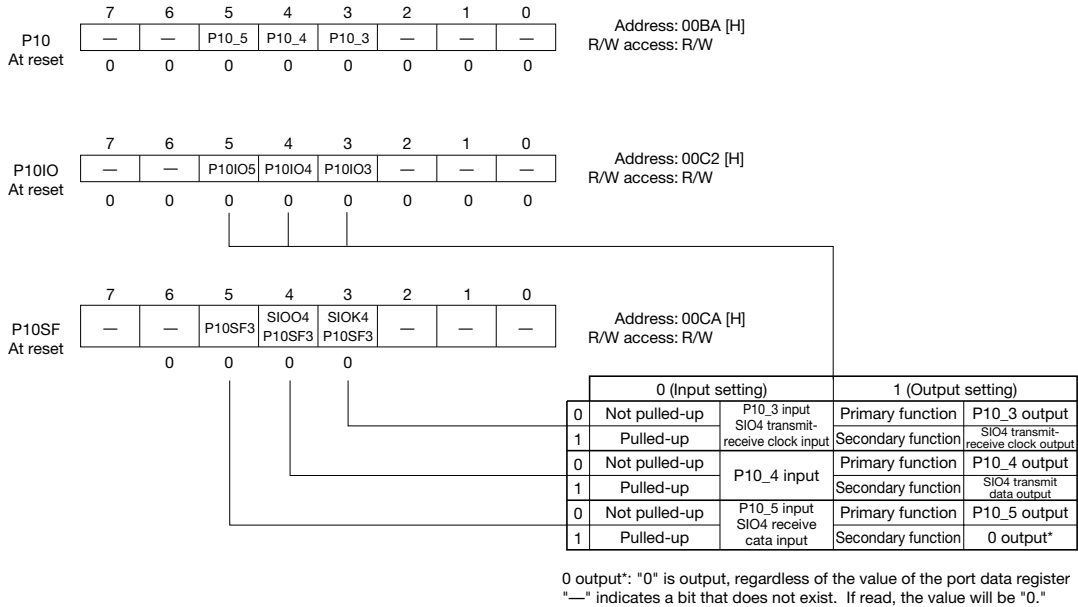 7 6 5 4 3 2 1 0
P10 — — P10_5 P10_4 P10_3 — — —
At reset 0 0 0 0 0 0 0 0
Address: 00BA [H]
R/W access: R/W
7 6 5 4 3 2 1 0
P10IO — — P10IO5 P10IO4 P10IO3 — — —
At reset 0 0 0 0 0 0 0 0
Address: 00C2 [H]
R/W access: R/W
7 6 5 4 3 2 1 0
SIOO4 SIOK4
P10SF — — P10SF3 P10SF3 P10SF3 — — —
At reset 0 0 0 0
Address: 00CA [H]
R/W access: R/W
0 (Input setting) 1 (Output setting)
0 Not pulled-up Primary function P10_3 output
P10_3 input
SIO4 transmit-
receive clock input
1 Pulled-up Secondary function SIO4 transmit-
receive clock output
0 Not pulled-up Primary function P10_4 output
P10_4 input
1 Pulled-up Secondary function SIO4 transmit
data output
0 Not pulled-up Primary function P10_5 output
P10_5 input
SIO4 receive
cata input
1 Pulled-up Secondary function 0 output*
0 output*: "0" is output, regardless of the value of the port data register
"—" indicates a bit that does not exist. If read, the value will be "0."